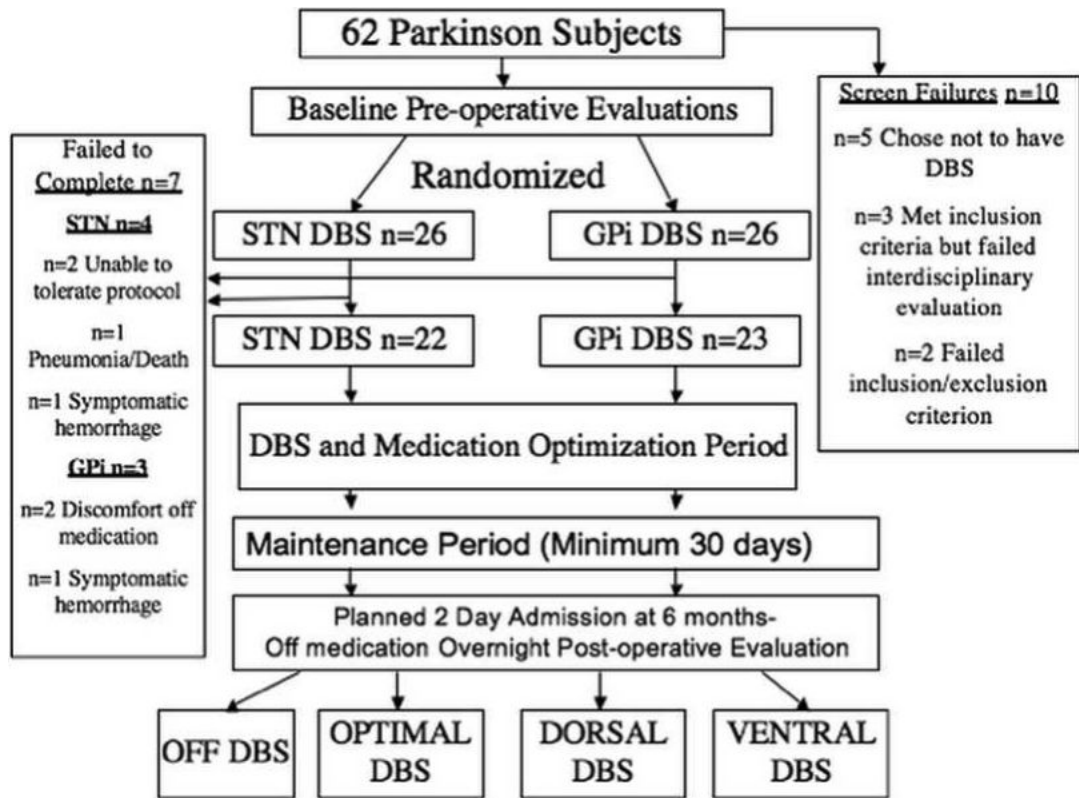 62 Parkinson Subjects
Baseline Pre-operative Evaluations
Screen Failures n=10
n=5 Chose not to have
DBS
n=3 Met inclusion
criteria but failed
interdisciplinary
evaluation
n=2 Failed
inclusion/exclusion
criterion
Randomized
STN DBS n=26
GPi DBS n=26
Failed to
Complete n=7
STN n=4
n=2 Unable to
tolerate protocol
n=1
Pneumonia/Death
n=1 Symptomatic
hemorrhage
GPi n=3
n=2 Discomfort off
medication
n=1 Symptomatic
hemorrhage
STN DBS n=22
GPi DBS n=23
DBS and Medication Optimization Period
Maintenance Period (Minimum 30 days)
Planned 2 Day Admission at 6 months-
Off medication Overnight Post-operative Evaluation
OFF DBS
OPTIMAL
DBS
DORSAL
DBS
VENTRAL
DBS